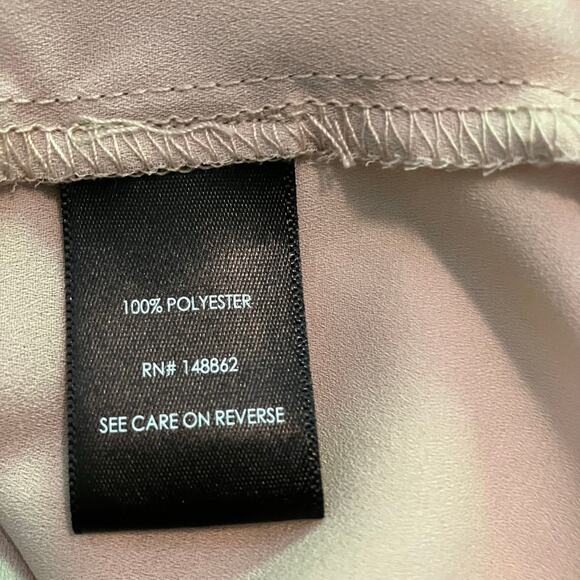 100% POLYESTER
RN# 148862
SEE CARE ON REVERSE